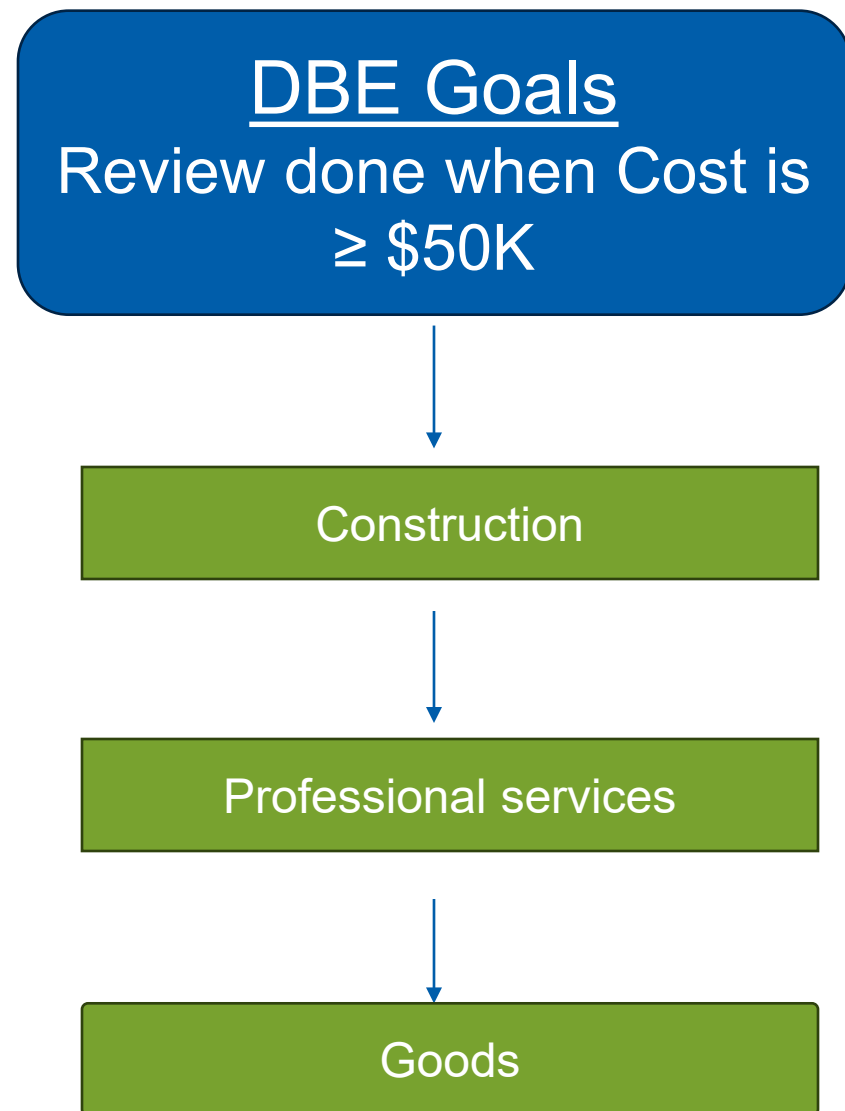 DBE Goals
Review done when Cost is
≥ $50K
Construction
Professional services
Goods